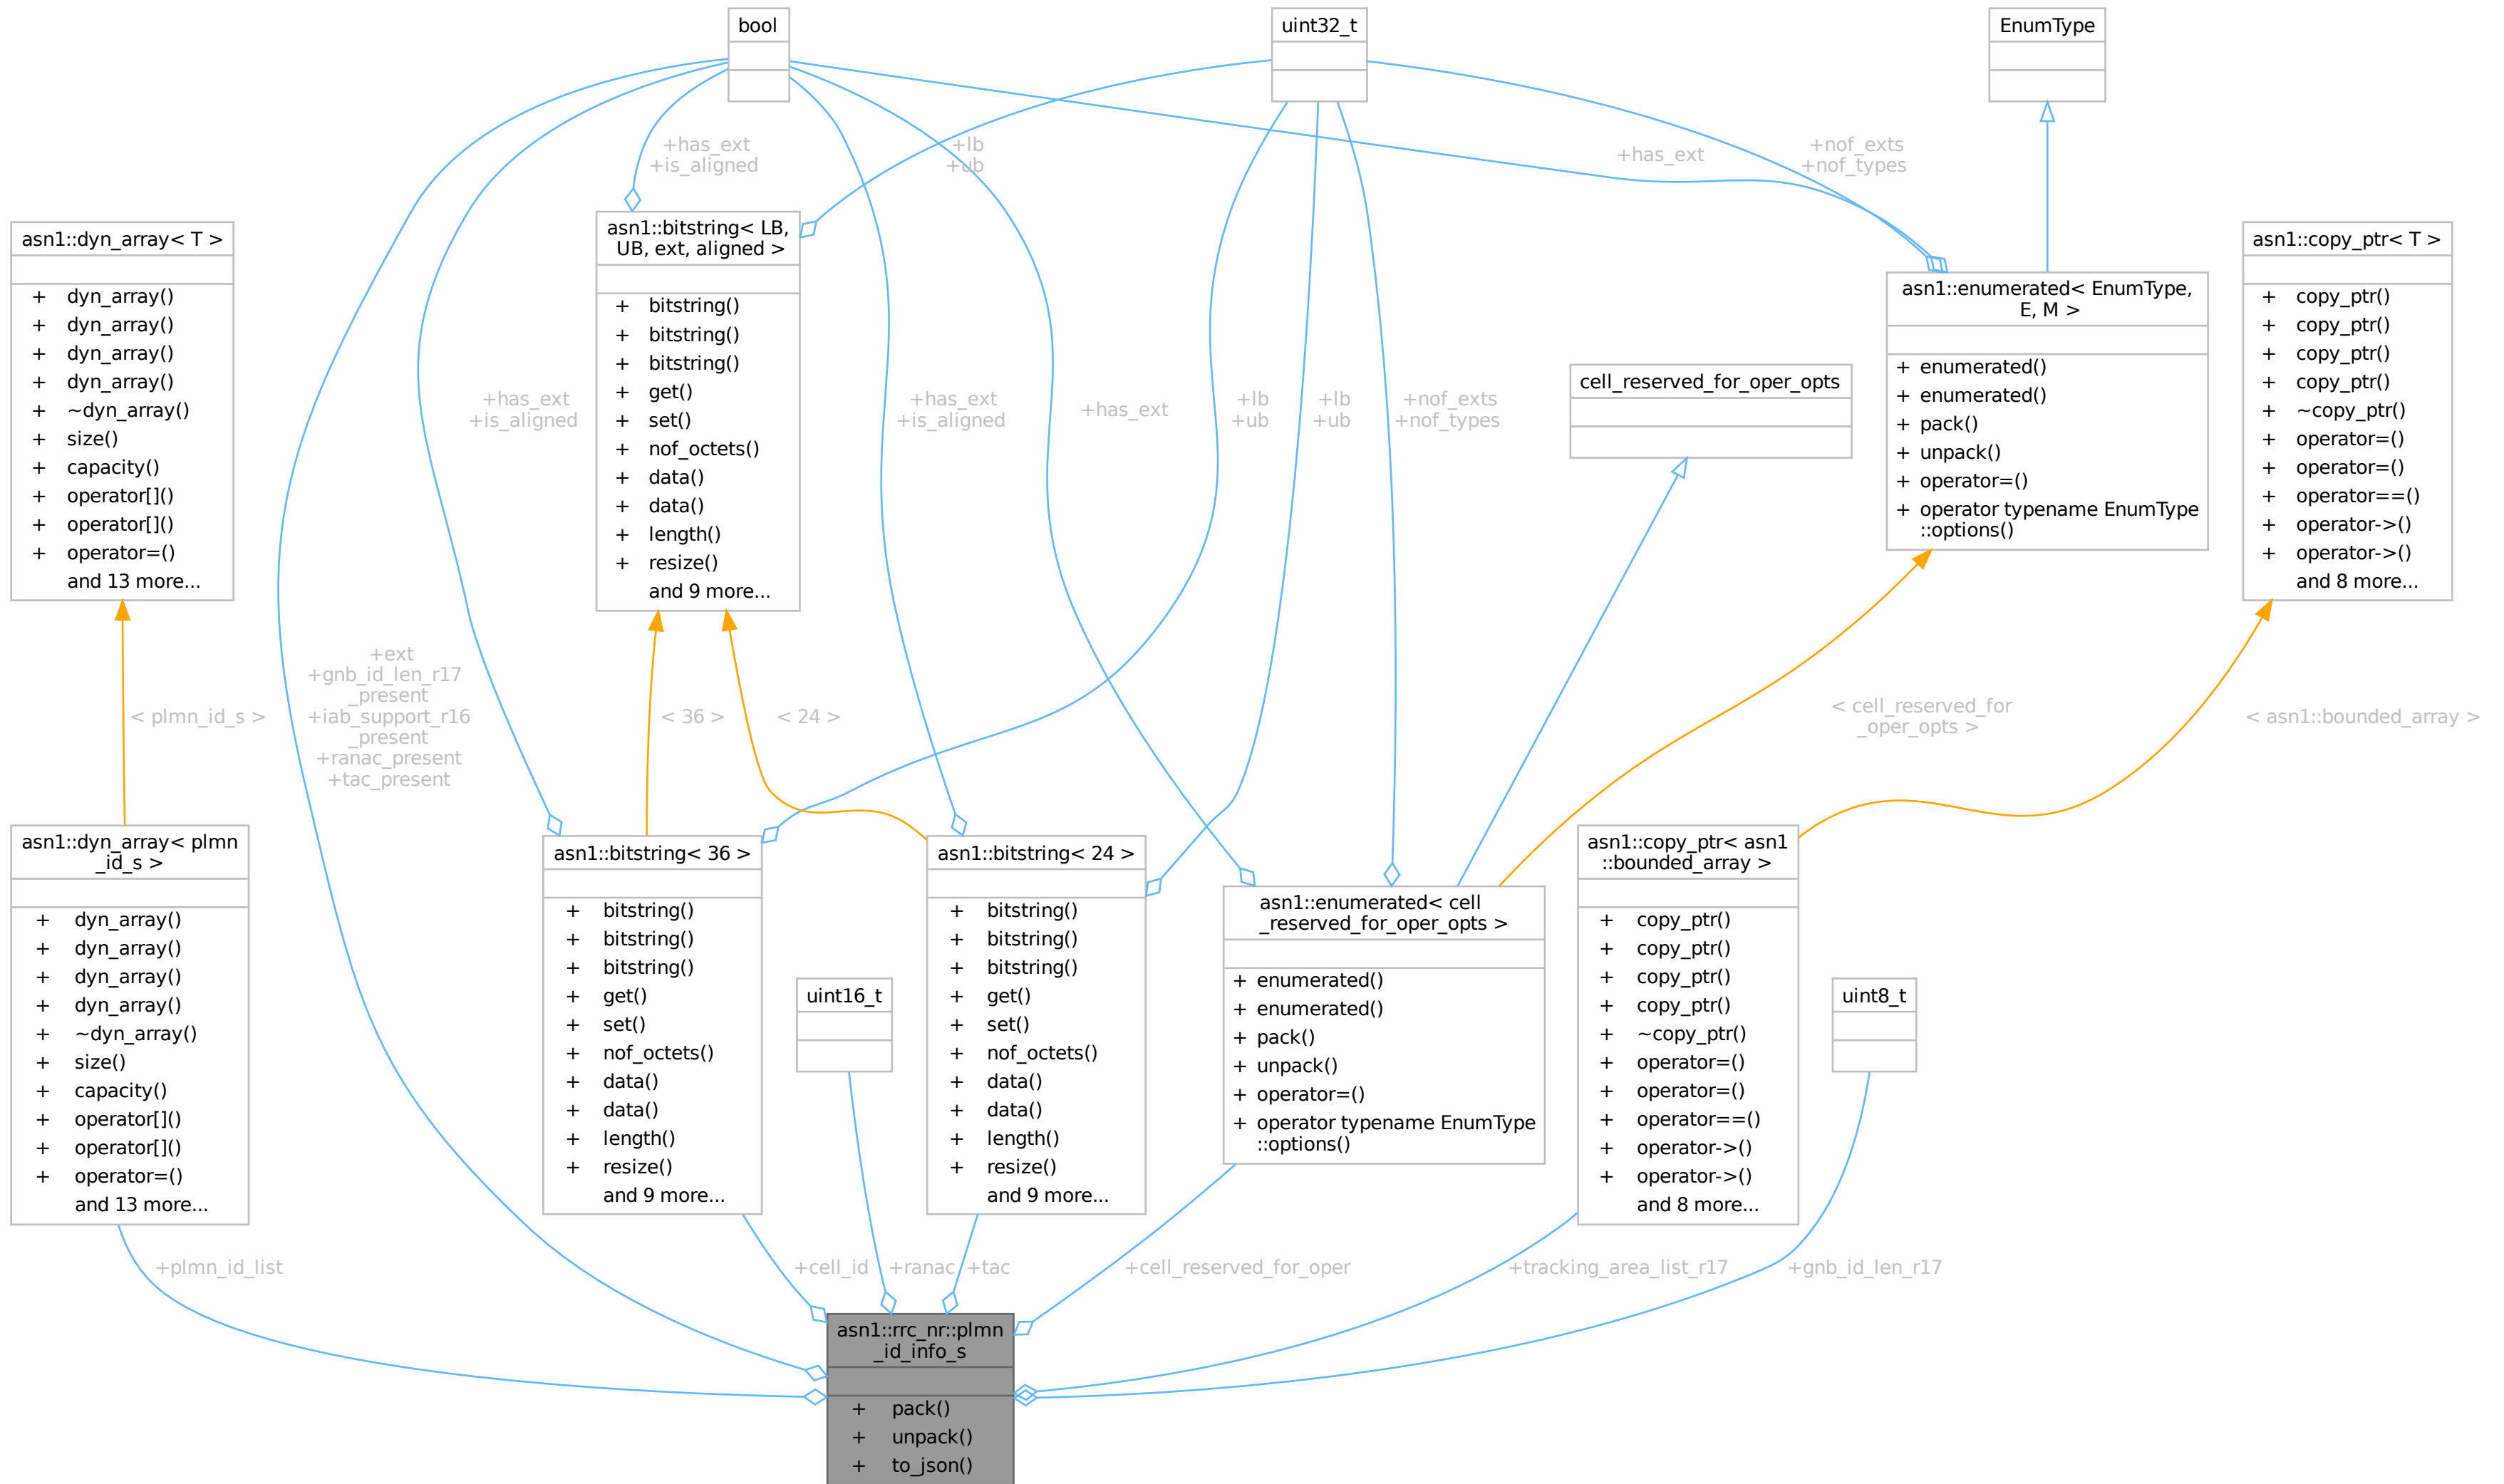 bool
uint32_t
EnumType
+has_ext
+is_aligned
+lb
+ub
+has_ext
+nof_exts
+nof_types
asn1::dyn_array< T >
+ dyn_array()
+ dyn_array()
+ dyn_array()
+ dyn_array()
+ ~dyn_array()
+ size()
+ capacity()
+ operator[]()
+ operator[]()
+ operator=()
and 13 more...
asn1::bitstring< LB,
UB, ext, aligned >
+ bitstring()
+ bitstring()
+ bitstring()
+ get()
+ set()
+ nof_octets()
+ data()
+ data()
+ length()
+ resize()
and 9 more...
asn1::enumerated< EnumType,
E, M >
+ enumerated()
+ enumerated()
+ pack()
+ unpack()
+ operator=()
+ operator typename EnumType
::options()
asn1::copy_ptr< T >
+ copy_ptr()
+ copy_ptr()
+ copy_ptr()
+ copy_ptr()
+ ~copy_ptr()
+ operator=()
+ operator=()
+ operator==()
+ operator->()
+ operator->()
and 8 more...
cell_reserved_for_oper_opts
+has_ext
+is_aligned
+has_ext
+is_aligned
+has_ext
+lb
+ub
+lb
+ub
+nof_exts
+nof_types
< plmn_id_s >
+ext
+gnb_id_len_r17
_present
+iab_support_r16
_present
+ranac_present
+tac_present
< 36 >
< 24 >
< cell_reserved_for
_oper_opts >
< asn1::bounded_array >
asn1::dyn_array< plmn
_id_s >
+ dyn_array()
+ dyn_array()
+ dyn_array()
+ dyn_array()
+ ~dyn_array()
+ size()
+ capacity()
+ operator[]()
+ operator[]()
+ operator=()
and 13 more...
asn1::bitstring< 36 >
+ bitstring()
+ bitstring()
+ bitstring()
+ get()
+ set()
+ nof_octets()
+ data()
+ data()
+ length()
+ resize()
and 9 more...
uint16_t
asn1::bitstring< 24 >
+ bitstring()
+ bitstring()
+ bitstring()
+ get()
+ set()
+ nof_octets()
+ data()
+ data()
+ length()
+ resize()
and 9 more...
asn1::enumerated< cell
_reserved_for_oper_opts >
+ enumerated()
+ enumerated()
+ pack()
+ unpack()
+ operator=()
+ operator typename EnumType
::options()
asn1::copy_ptr< asn1
::bounded_array >
+ copy_ptr()
+ copy_ptr()
+ copy_ptr()
+ copy_ptr()
+ ~copy_ptr()
+ operator=()
+ operator=()
+ operator==()
+ operator->()
+ operator->()
and 8 more...
uint8_t
+plmn_id_list
+cell_id
+ranac
+tac
+cell_reserved_for_oper
+tracking_area_list_r17
+gnb_id_len_r17
asn1::rrc_nr::plmn
_id_info_s
+ pack()
+ unpack()
+ to_json()